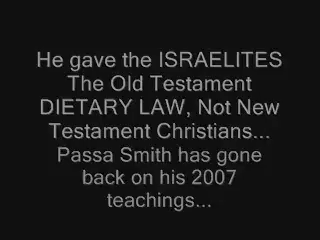 He gave the ISRAELITES
The Old Testament
DIETARY LAW, Not New
Testament Christians...
Passa Smith has gone
back on his 2007
teachings...